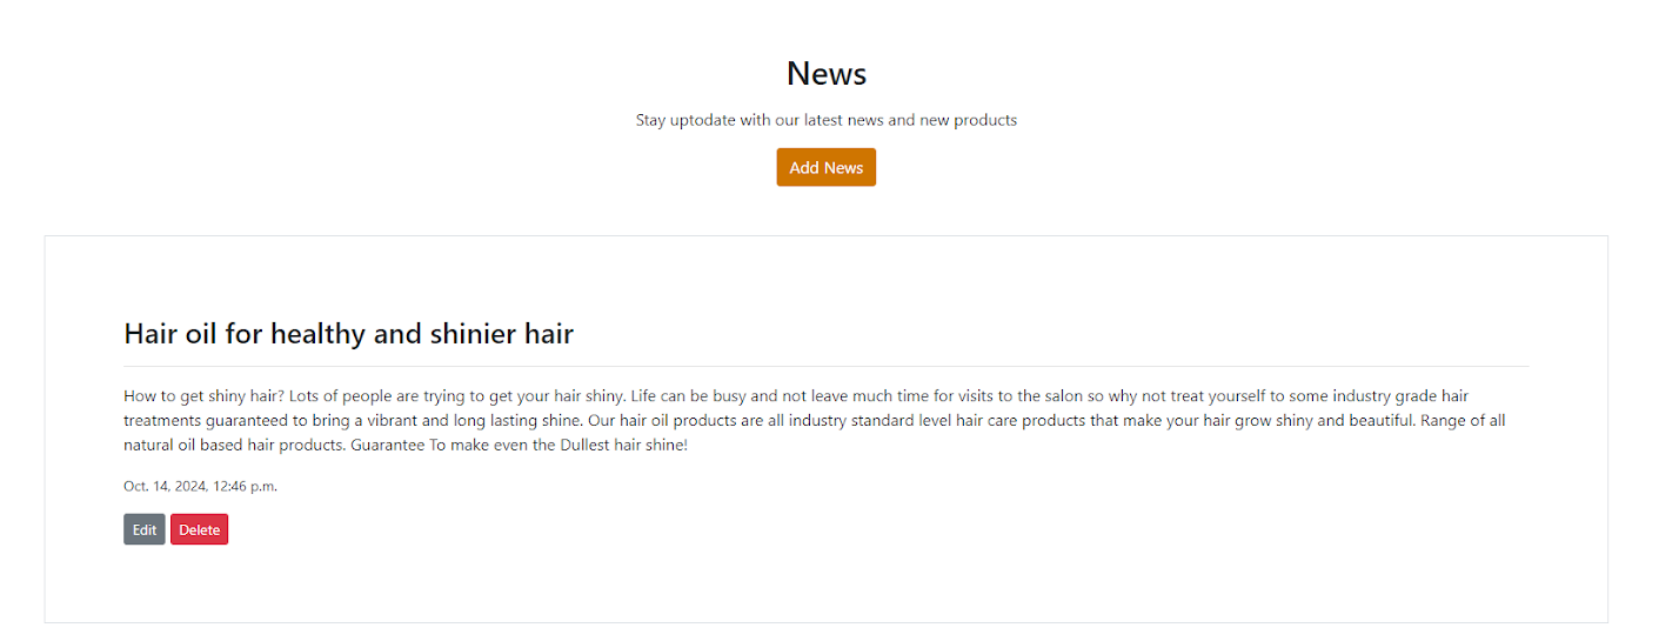 News
Stay uptodate with our latest news and new products
Add News
Hair oil for healthy and shinier hair
How to get shiny hair? Lots of people are trying to get your hair shiny. Life can be busy and not leave much time for visits to the salon so why not treat yourself to some industry grade hair
treatments guaranteed to bring a vibrant and long lasting shine. Our hair oil products are all industry standard level hair care products that make your hair grow shiny and beautiful. Range of all
natural oil based hair products. Guarantee To make even the Dullest hair shine!
Oct. 14, 2024, 12:46 p.m.
Edit Delete